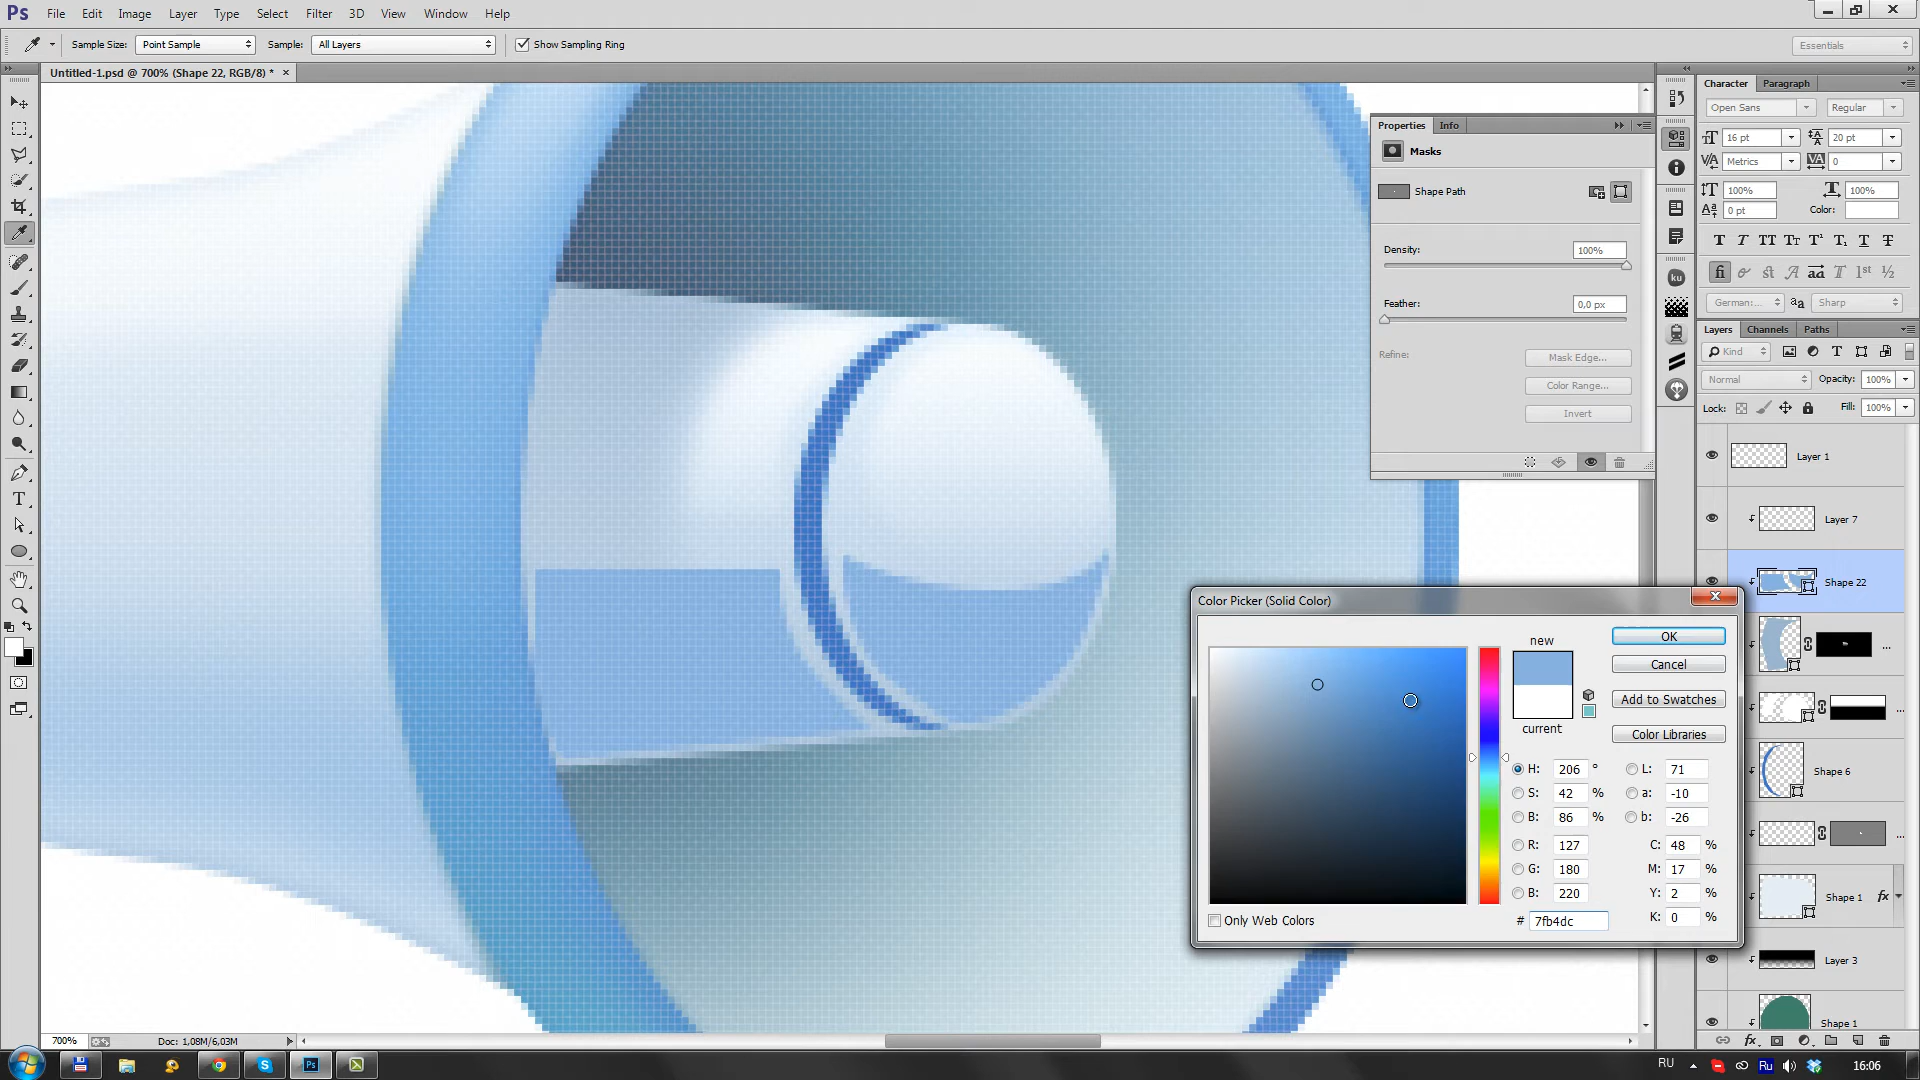 Ps File Edit Image Layer Type Select Filter 3D View Window Help
Sample Size: Point Sample Sample: All Layers Show Sampling Ring Essentials
Untitled-1.psd @ 700% (Shape 22, RGB/8) * ×
Properties Info
Masks
Shape Path
Density: 100%
Feather: 0,0 px
Refine: Mask Edge...
Color Range...
Invert
Character Paragraph
Open Sans Regular
16 pt 20 pt
Metrics 0
100% 100%
0 pt Color:
German:... Sharp
Layers Channels Paths
Kind
Normal Opacity: 100%
Lock: Fill: 100%
Layer 1
Layer 7
Shape 22
...
...
Shape 6
...
Shape 1 fx
Layer 3
Shape 1
Color Picker (Solid Color)
new
current
OK
Cancel
Add to Swatches
Color Libraries
H: 206 ° L: 71
S: 42 % a: -10
B: 86 % b: -26
R: 127 C: 48 %
G: 180 M: 17 %
B: 220 Y: 2 %
# 7fb4dc K: 0 %
Only Web Colors
700% Doc: 1,08M/6,03M
RU Ru 16:06